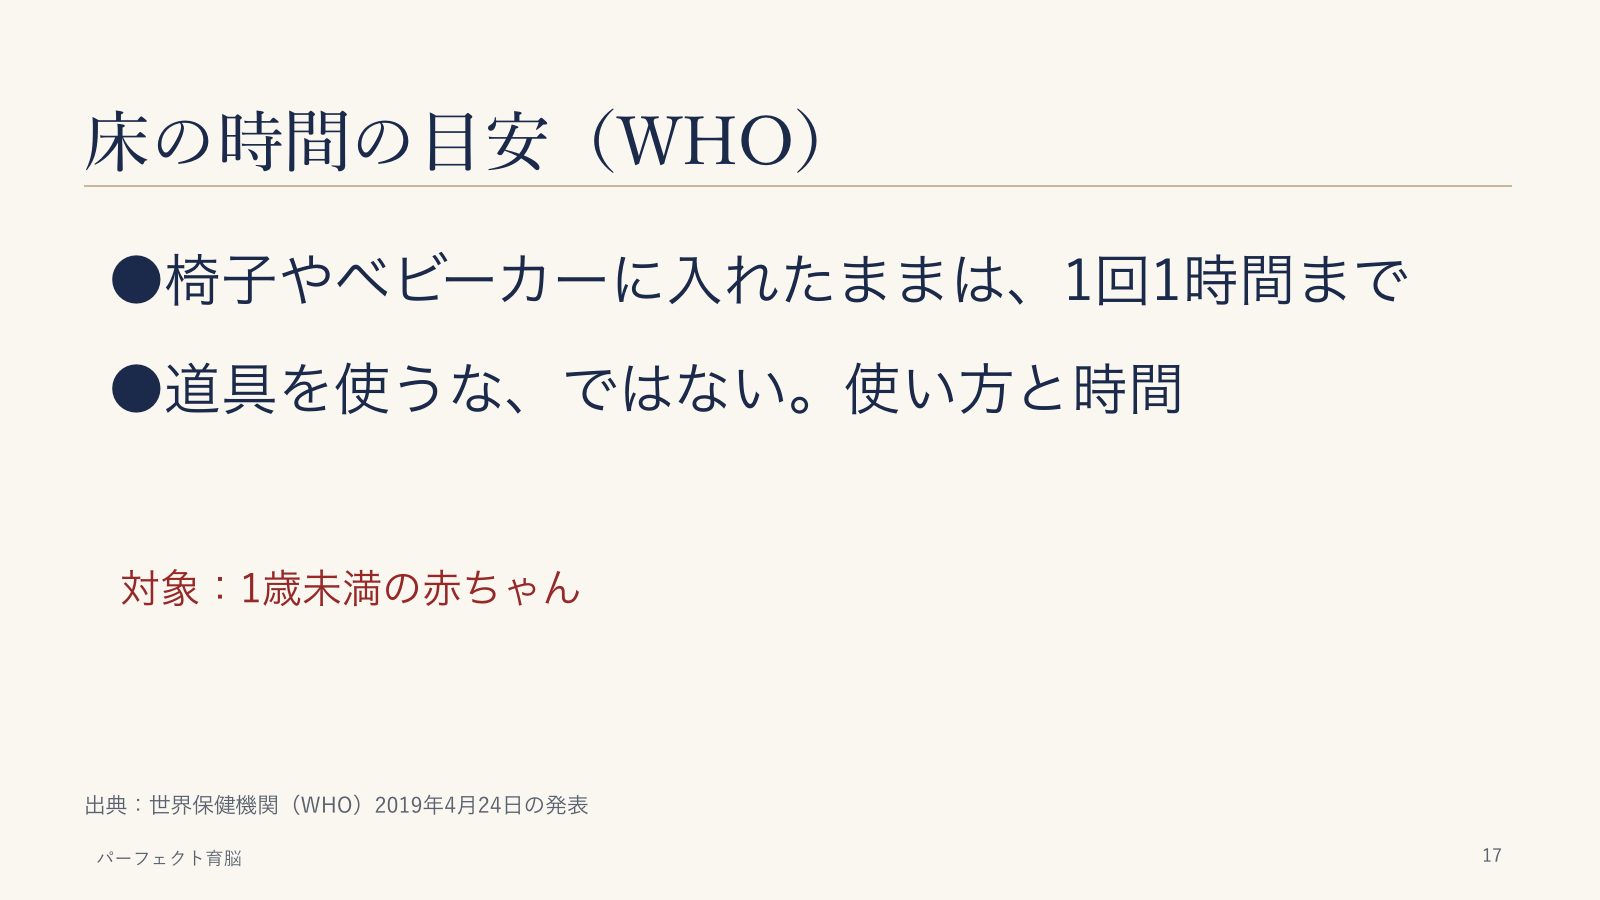 床の時間の目安（WHO）
●椅子やベビーカーに入れたままは、1回1時間まで
●道具を使うな、ではない。使い方と時間
対象：1歳未満の赤ちゃん
出典：世界保健機関（WHO）2019年4月24日の発表
パーフェクト育脳
17